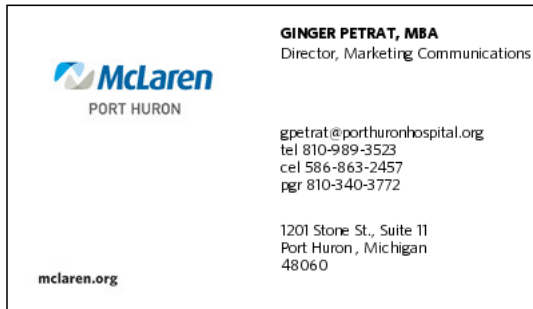 McLaren
PORT HURON
mclaren.org
GINGER PETRAT, MBA
Director, Marketing Communications
gpetrat@porthuronhospital.org
tel 810-989-3523
cel 586-863-2457
pgr 810-340-3772
1201 Stone St., Suite 11
Port Huron, Michigan
48060